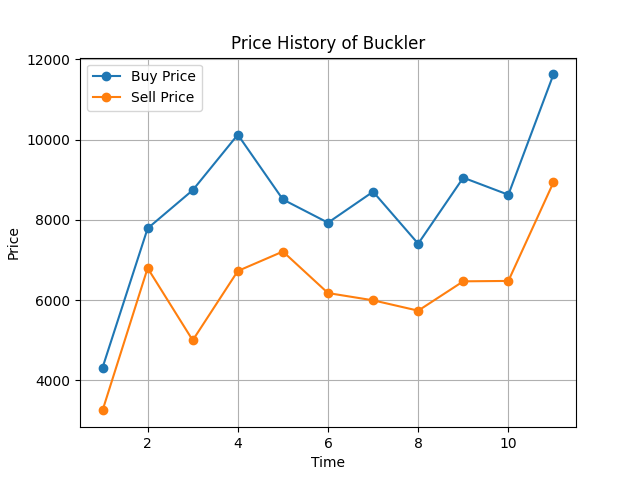 Price History of Buckler
Buy Price
Sell Price
12000
10000
8000
6000
4000
Price
2 4 6 8 10
Time